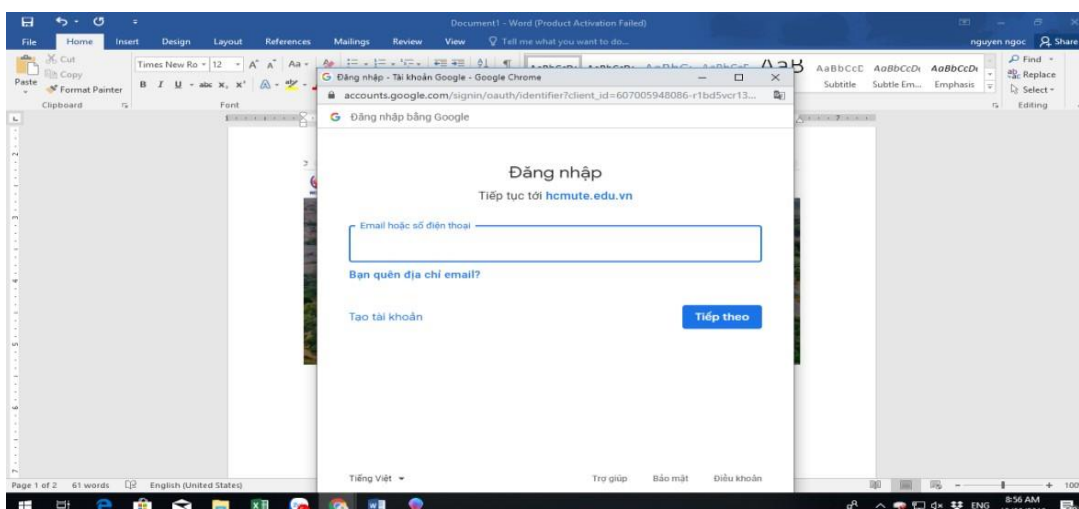 Document1 - Word (Product Activation Failed)
File Home Insert Design Layout References Mailings Review View Tell me what you want to do... nguyen ngoc Share
Cut
Copy
Format Painter
Paste
Times New Ro 12
Clipboard
Font
AaBbCcD AaBbCcDı AaBbCcDı
Subtitle Subtle Em... Emphasis
Find
Replace
Select
Editing
Đăng nhập - Tài khoản Google - Google Chrome
accounts.google.com/signin/oauth/identifier?client_id=607005948086-r1bd5vcr13...
Đăng nhập bằng Google
Đăng nhập
Tiếp tục tới hcmute.edu.vn
Email hoặc số điện thoại
Bạn quên địa chỉ email?
Tạo tài khoản
Tiếp theo
Tiếng Việt
Trợ giúp Bảo mật Điều khoản
Page 1 of 2 61 words English (United States)
100
ENG
8:56 AM